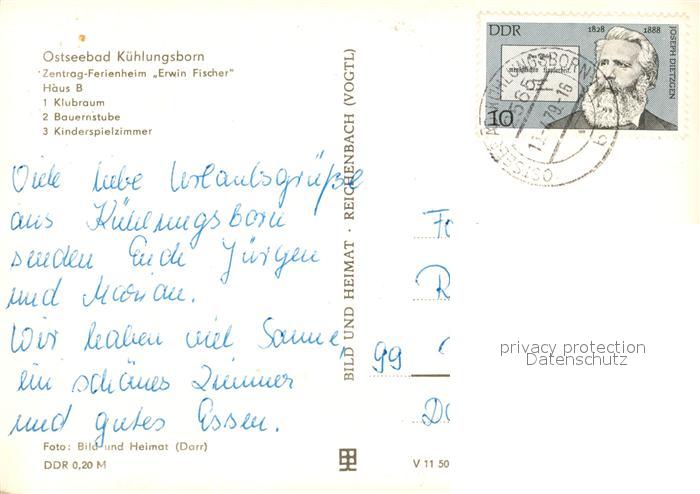 Ostseebad Kühlungsborn
Zentrag-Ferienheim „Erwin Fischer"
Haus B
1 Klubraum
2 Bauernstube
3 Kinderspielzimmer
Viele liebe Urlaubsgrüße
aus Kühlungsborn
senden Euch Jürgen
und Marian.
Wir haben viel Sonne,
ein schönes Zimmer
und gutes Essen.
Foto: Bild und Heimat (Darr)
DDR 0,20 M
BILD UND HEIMAT · REICHENBACH (VOGTL)
V 11 50
DDR
1828 1888
JOSEPH DIETZGEN
10
OSTSEEBAD KÜHLUNGSBORN
2565
b
99
privacy protection
Datenschutz